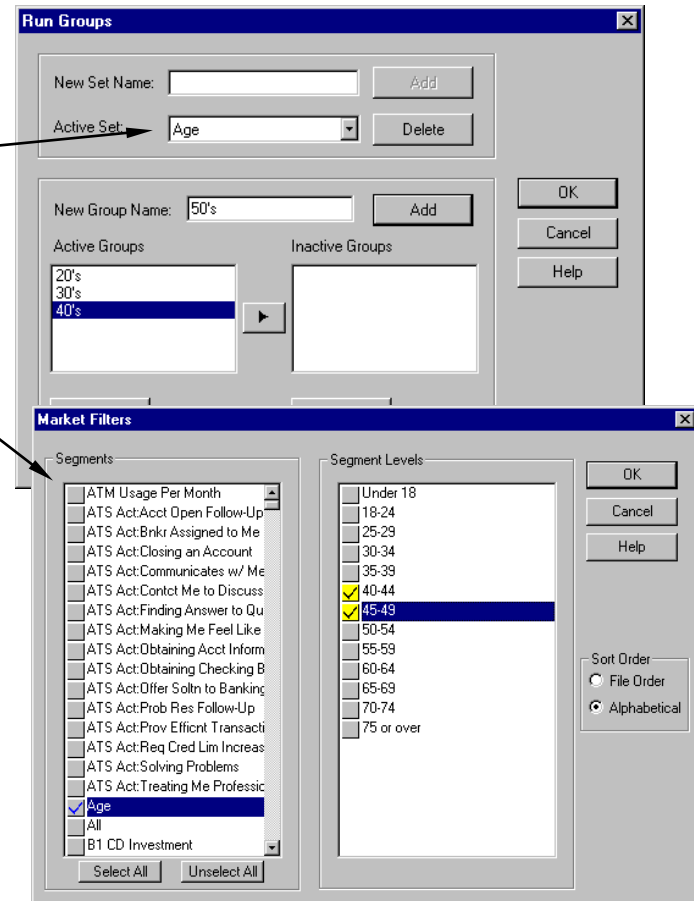 Run Groups
New Set Name:
Add
Active Set:
Age
Delete
New Group Name:
50's
Add
Active Groups
Inactive Groups
20's
30's
40's
OK
Cancel
Help
Market Filters
Segments
ATM Usage Per Month
ATS Act:Acct Open Follow-Up
ATS Act:Bnkr Assigned to Me
ATS Act:Closing an Account
ATS Act:Communicates w/ Me
ATS Act:Contct Me to Discuss
ATS Act:Finding Answer to Qu
ATS Act:Making Me Feel Like
ATS Act:Obtaining Acct Inform
ATS Act:Obtaining Checking B
ATS Act:Offer Soltn to Banking
ATS Act:Prob Res Follow-Up
ATS Act:Prov Efficnt Transacti
ATS Act:Req Cred Lim Increas
ATS Act:Solving Problems
ATS Act:Treating Me Professic
Age
All
B1 CD Investment
Select All
Unselect All
Segment Levels
Under 18
18-24
25-29
30-34
35-39
40-44
45-49
50-54
55-59
60-64
65-69
70-74
75 or over
OK
Cancel
Help
Sort Order
File Order
Alphabetical